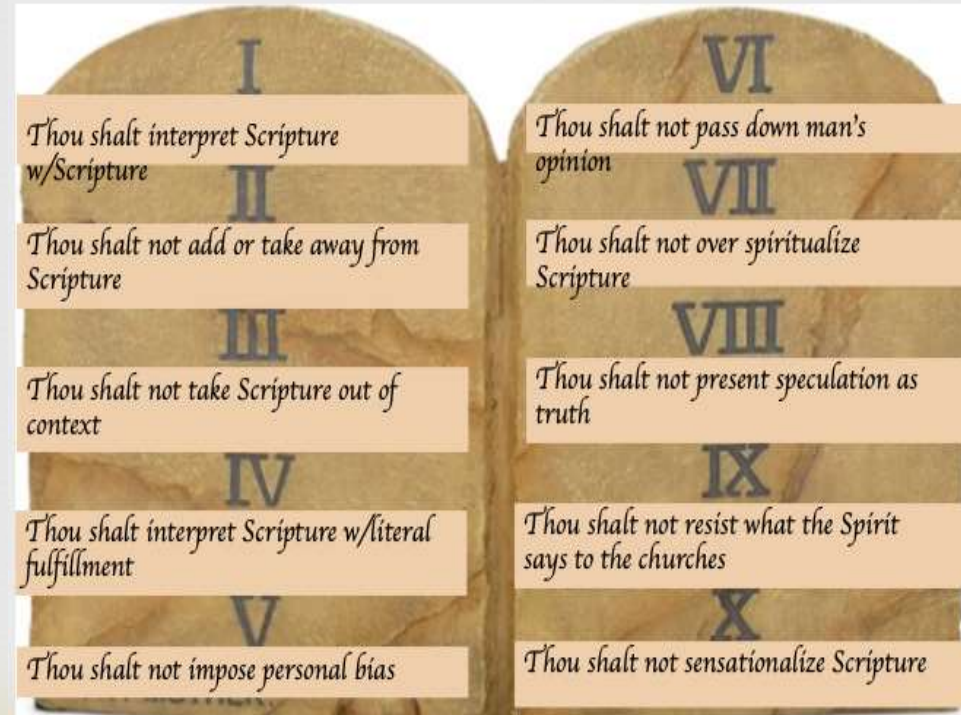 I
Thou shalt interpret Scripture
w/Scripture
II
Thou shalt not add or take away from
Scripture
III
Thou shalt not take Scripture out of
context
IV
Thou shalt interpret Scripture w/literal
fulfillment
V
Thou shalt not impose personal bias
VI
Thou shalt not pass down man's
opinion
VII
Thou shalt not over spiritualize
Scripture
VIII
Thou shalt not present speculation as
truth
IX
Thou shalt not resist what the Spirit
says to the churches
X
Thou shalt not sensationalize Scripture